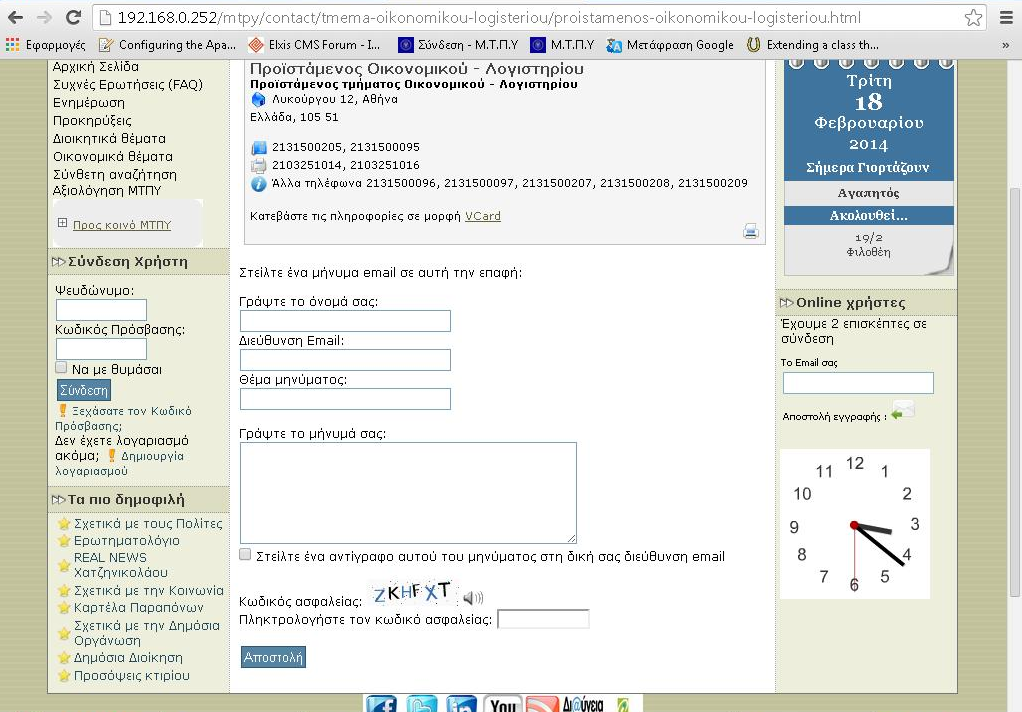 192.168.0.252/mtpy/contact/tmema-oikonomikou-logisteriou/proistamenos-oikonomikou-logisteriou.html
Εφαρμογές Configuring the Apa... Elxis CMS Forum - I... Σύνδεση - Μ.Τ.Π.Υ Μ.Τ.Π.Υ Μετάφραση Google Extending a class th... »
Αρχική Σελίδα
Συχνές Ερωτήσεις (FAQ)
Ενημέρωση
Προκηρύξεις
Διοικητικά θέματα
Οικονομικά θέματα
Σύνθετη αναζήτηση
Αξιολόγηση ΜΤΠΥ
Προς κοινό ΜΤΠΥ
Σύνδεση Χρήστη
Ψευδώνυμο:
Κωδικός Πρόσβασης:
Να με θυμάσαι
Σύνδεση
Ξεχάσατε τον Κωδικό
Πρόσβασης;
Δεν έχετε λογαριασμό
ακόμα; Δημιουργία
λογαριασμού
Τα πιο δημοφιλή
Σχετικά με τους Πολίτες
Ερωτηματολόγιο
REAL NEWS
Χατζηνικολάου
Σχετικά με την Κοινωνία
Καρτέλα Παραπόνων
Σχετικά με την Δημόσια
Οργάνωση
Δημόσια Διοίκηση
Προσόψεις κτιρίου
Προϊστάμενος Οικονομικού - Λογιστηρίου
Προϊστάμενος τμήματος Οικονομικού - Λογιστηρίου
Λυκούργου 12, Αθήνα
Ελλάδα, 105 51
2131500205, 2131500095
2103251014, 2103251016
Άλλα τηλέφωνα 2131500096, 2131500097, 2131500207, 2131500208, 2131500209
Κατεβάστε τις πληροφορίες σε μορφή VCard
Στείλτε ένα μήνυμα email σε αυτή την επαφή:
Γράψτε το όνομά σας:
Διεύθυνση Email:
Θέμα μηνύματος:
Γράψτε το μήνυμά σας:
Στείλτε ένα αντίγραφο αυτού του μηνύματος στη δική σας διεύθυνση email
Κωδικός ασφαλείας: ZKHFXT
Πληκτρολογήστε τον κωδικό ασφαλείας:
Αποστολή
Τρίτη
18
Φεβρουαρίου
2014
Σήμερα Γιορτάζουν
Αγαπητός
Ακολουθεί...
19/2
Φιλοθέη
Online χρήστες
Έχουμε 2 επισκέπτες σε
σύνδεση
Το Email σας
Αποστολή εγγραφής :
12
11 1
10 2
9 3
8 4
7 5
6
You
Δι@ύγεια